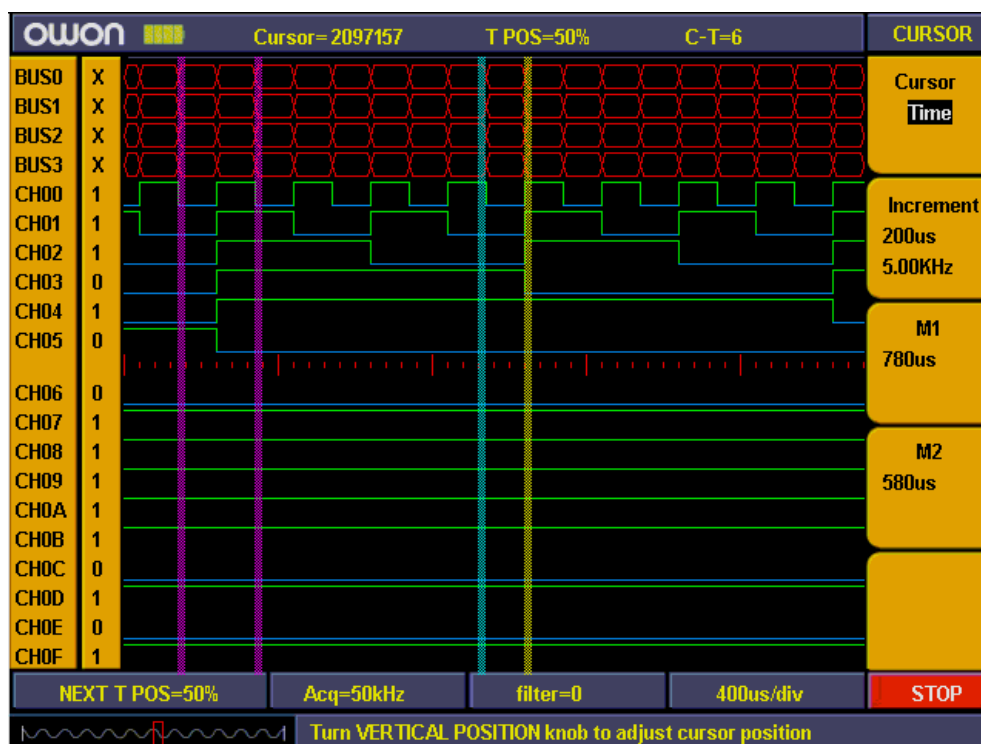 owon Cursor=2097157 T POS=50% C-T=6 CURSOR
BUS0 X
BUS1 X
BUS2 X
BUS3 X
CH00 1
CH01 1
CH02 1
CH03 0
CH04 1
CH05 0
CH06 0
CH07 1
CH08 1
CH09 1
CH0A 1
CH0B 1
CH0C 0
CH0D 1
CH0E 0
CH0F 1
Cursor
Time
Increment
200us
5.00KHz
M1
780us
M2
580us
NEXT T POS=50% Acq=50kHz filter=0 400us/div STOP
Turn VERTICAL POSITION knob to adjust cursor position